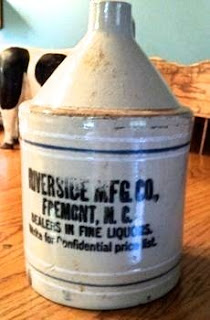 RIVERSIDE MFG. CO.,
FREMONT, N. C.
DEALERS IN FINE LIQUORS.
Write for Confidential price list.